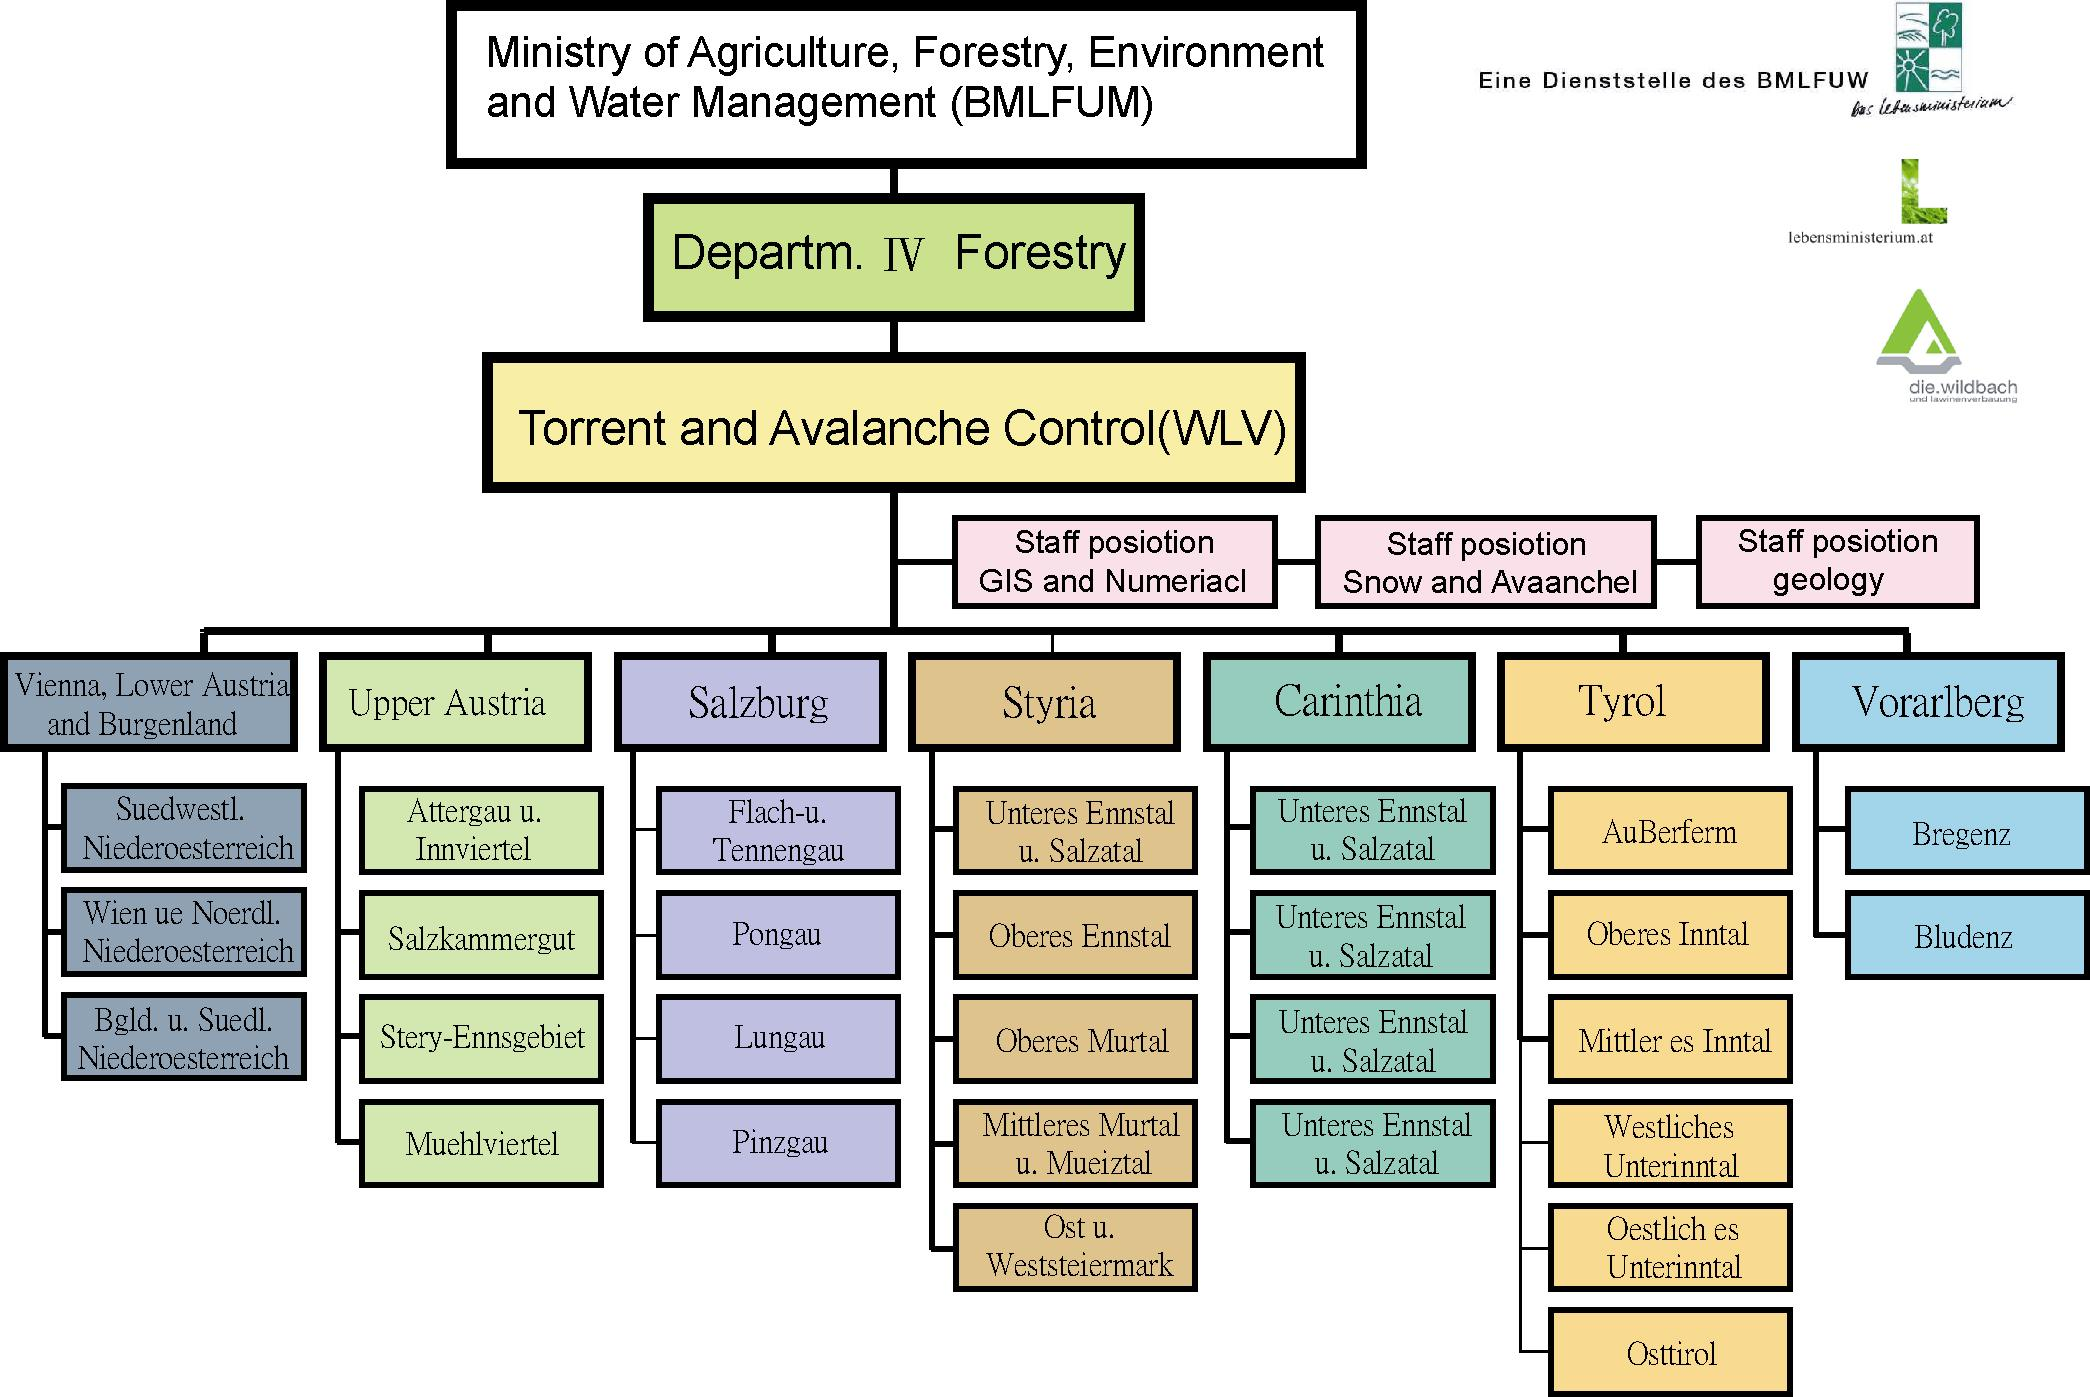 Ministry of Agriculture, Forestry, Environment
and Water Management (BMLFUM)
Eine Dienststelle des BMLFUW
Das Lebensministerium
lebensministerium.at
die.wildbach
und lawinenverbauung
Departm. IV Forestry
Torrent and Avalanche Control(WLV)
Staff posiotion
GIS and Numeriacl
Staff posiotion
Snow and Avaanchel
Staff posiotion
geology
Vienna, Lower Austria
and Burgenland
Upper Austria
Salzburg
Styria
Carinthia
Tyrol
Vorarlberg
Suedwestl.
Niederoesterreich
Wien ue Noerdl.
Niederoesterreich
Bgld. u. Suedl.
Niederoesterreich
Attergau u.
Innviertel
Salzkammergut
Stery-Ennsgebiet
Muehlviertel
Flach-u.
Tennengau
Pongau
Lungau
Pinzgau
Unteres Ennstal
u. Salzatal
Oberes Ennstal
Oberes Murtal
Mittleres Murtal
u. Mueiztal
Ost u.
Weststeiermark
Unteres Ennstal
u. Salzatal
Unteres Ennstal
u. Salzatal
Unteres Ennstal
u. Salzatal
Unteres Ennstal
u. Salzatal
AuBerferm
Oberes Inntal
Mittler es Inntal
Westliches
Unterinntal
Oestlich es
Unterinntal
Osttirol
Bregenz
Bludenz